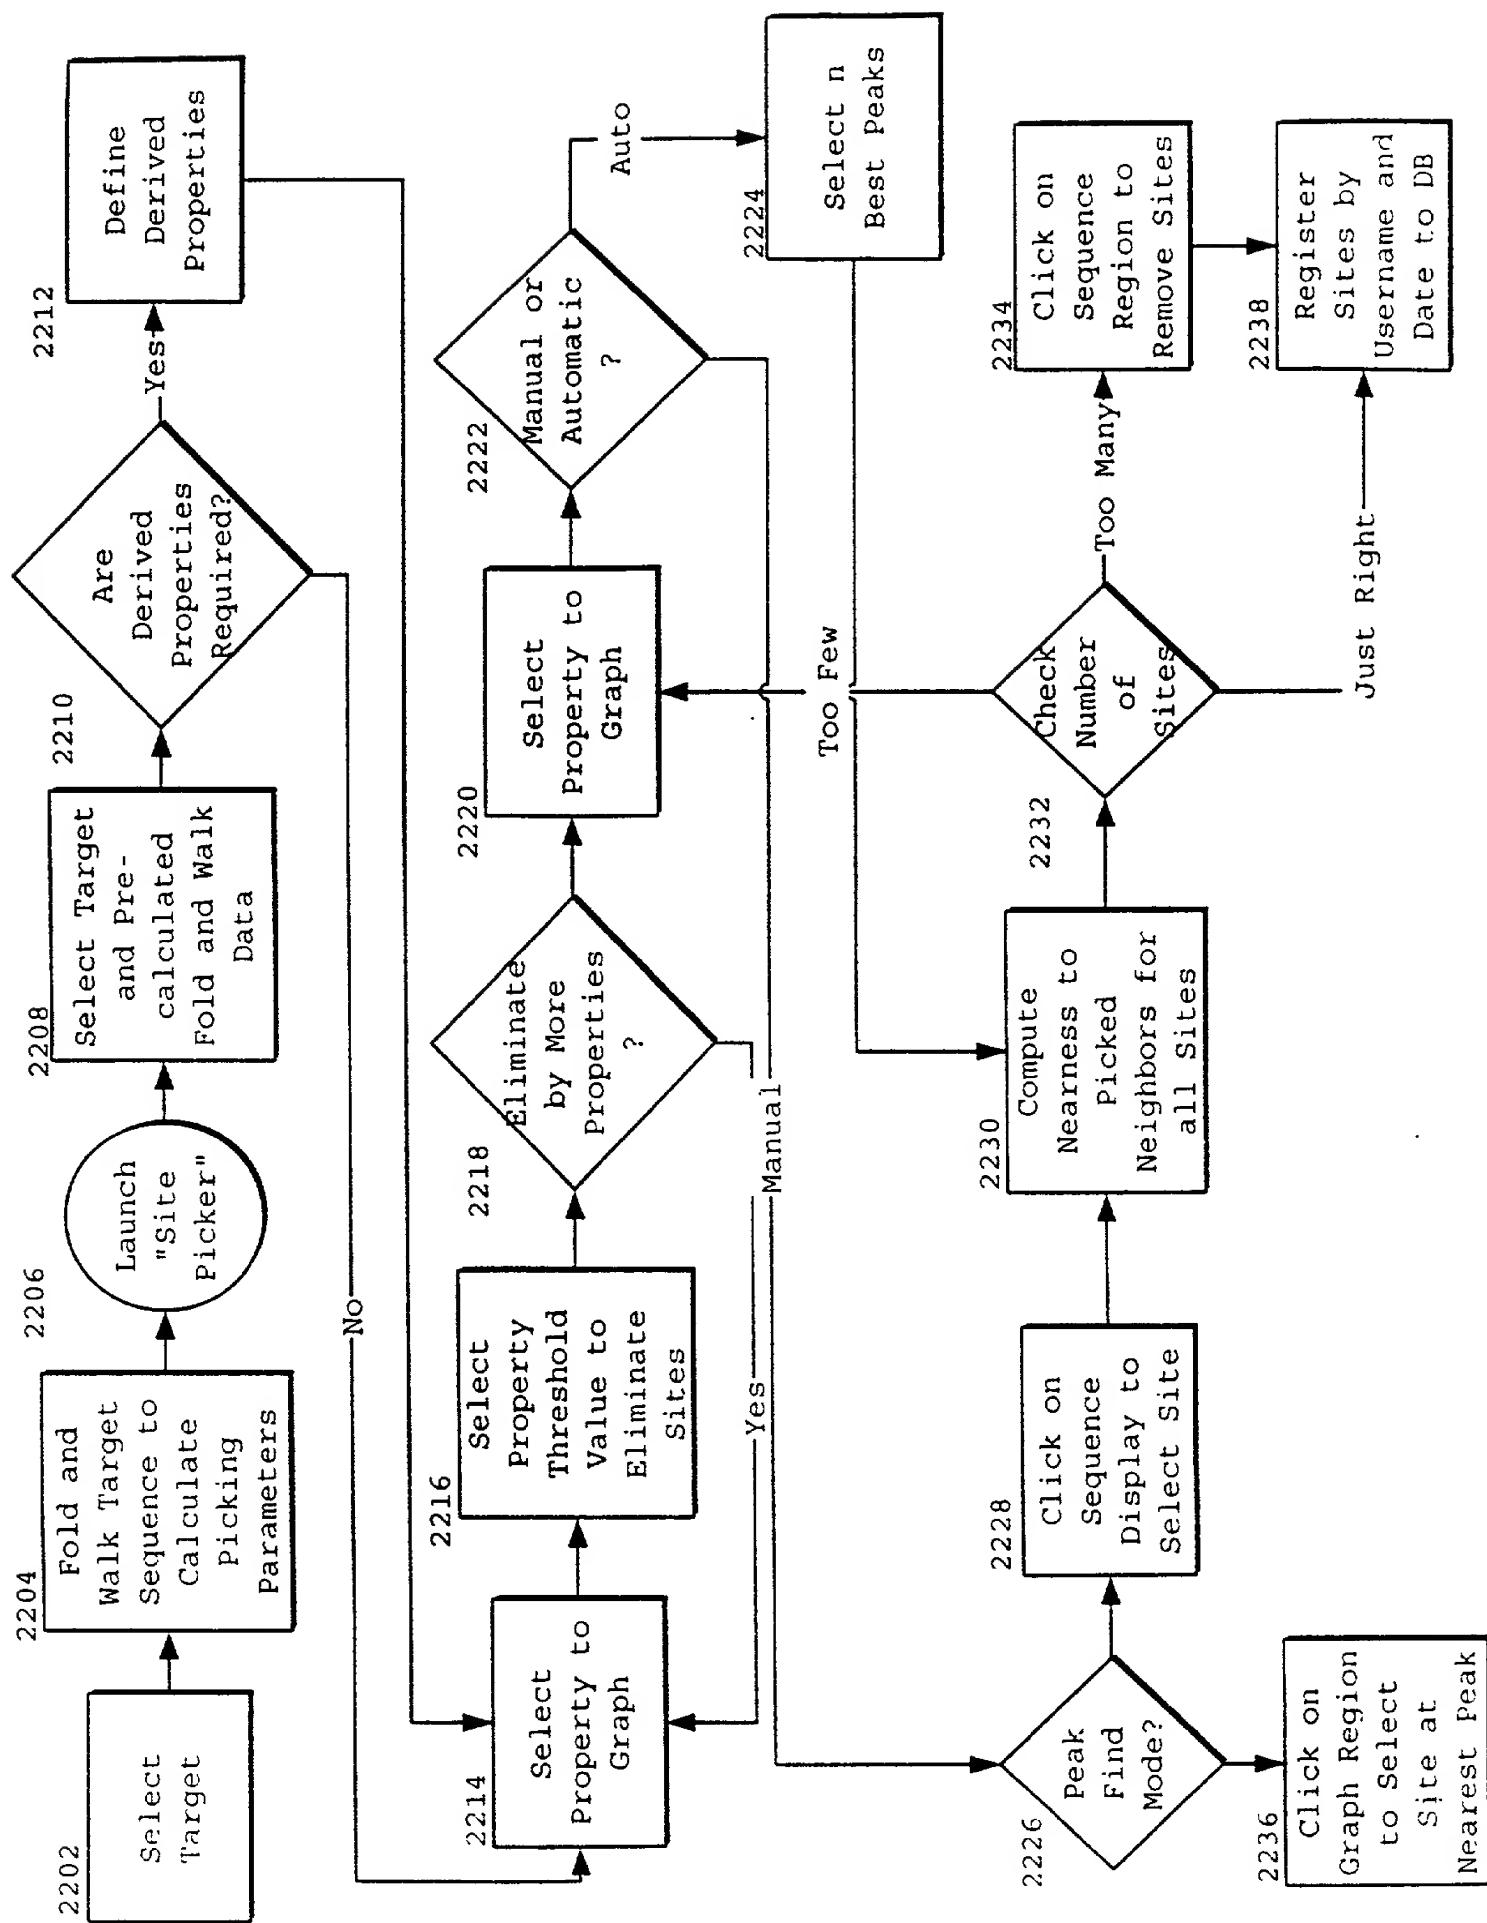 2202
Select
Target
2204
Fold and
Walk Target
Sequence to
Calculate
Picking
Parameters
2206
Launch
"Site
Picker"
2208
Select Target
and Pre-
calculated
Fold and Walk
Data
2210
Are
Derived
Properties
Required?
Yes
No
2212
Define
Derived
Properties
2214
Select
Property to
Graph
2216
Select
Property
Threshold
Value to
Eliminate
Sites
2218
Eliminate
by More
Properties
?
Yes
2220
Select
Property to
Graph
2222
Manual or
Automatic
?
Auto
Manual
2224
Select n
Best Peaks
2226
Peak
Find
Mode?
2228
Click on
Sequence
Display to
Select Site
2230
Compute
Nearness to
Picked
Neighbors for
all Sites
2232
Check
Number
of
Sites
Too Few
Too Many
Just Right
2234
Click on
Sequence
Region to
Remove Sites
2236
Click on
Graph Region
to Select
Site at
Nearest Peak
2238
Register
Sites by
Username and
Date to DB